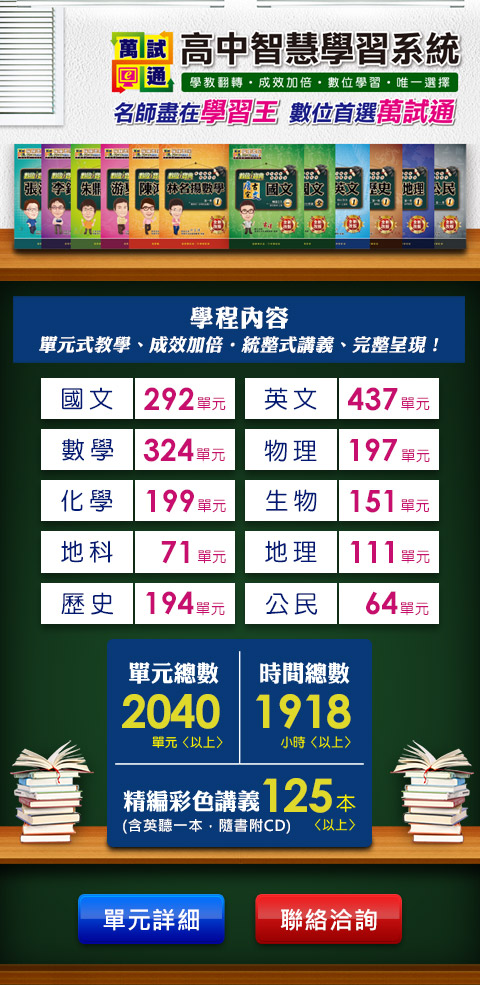 萬試e通
高中智慧學習系統
學教翻轉・成效加倍・數位學習・唯一選擇
名師盡在學習王 數位首選萬試通
林名揚數學
國文
國文
英文
歷史
地理
公民
學程內容
單元式教學、成效加倍・統整式講義、完整呈現！
國文 292單元 英文 437單元
數學 324單元 物理 197單元
化學 199單元 生物 151單元
地科 71單元 地理 111單元
歷史 194單元 公民 64單元
單元總數 時間總數
2040 1918
單元〈以上〉 小時〈以上〉
精編彩色講義125本
(含英聽一本・隨書附CD) 〈以上〉
單元詳細 聯絡洽詢